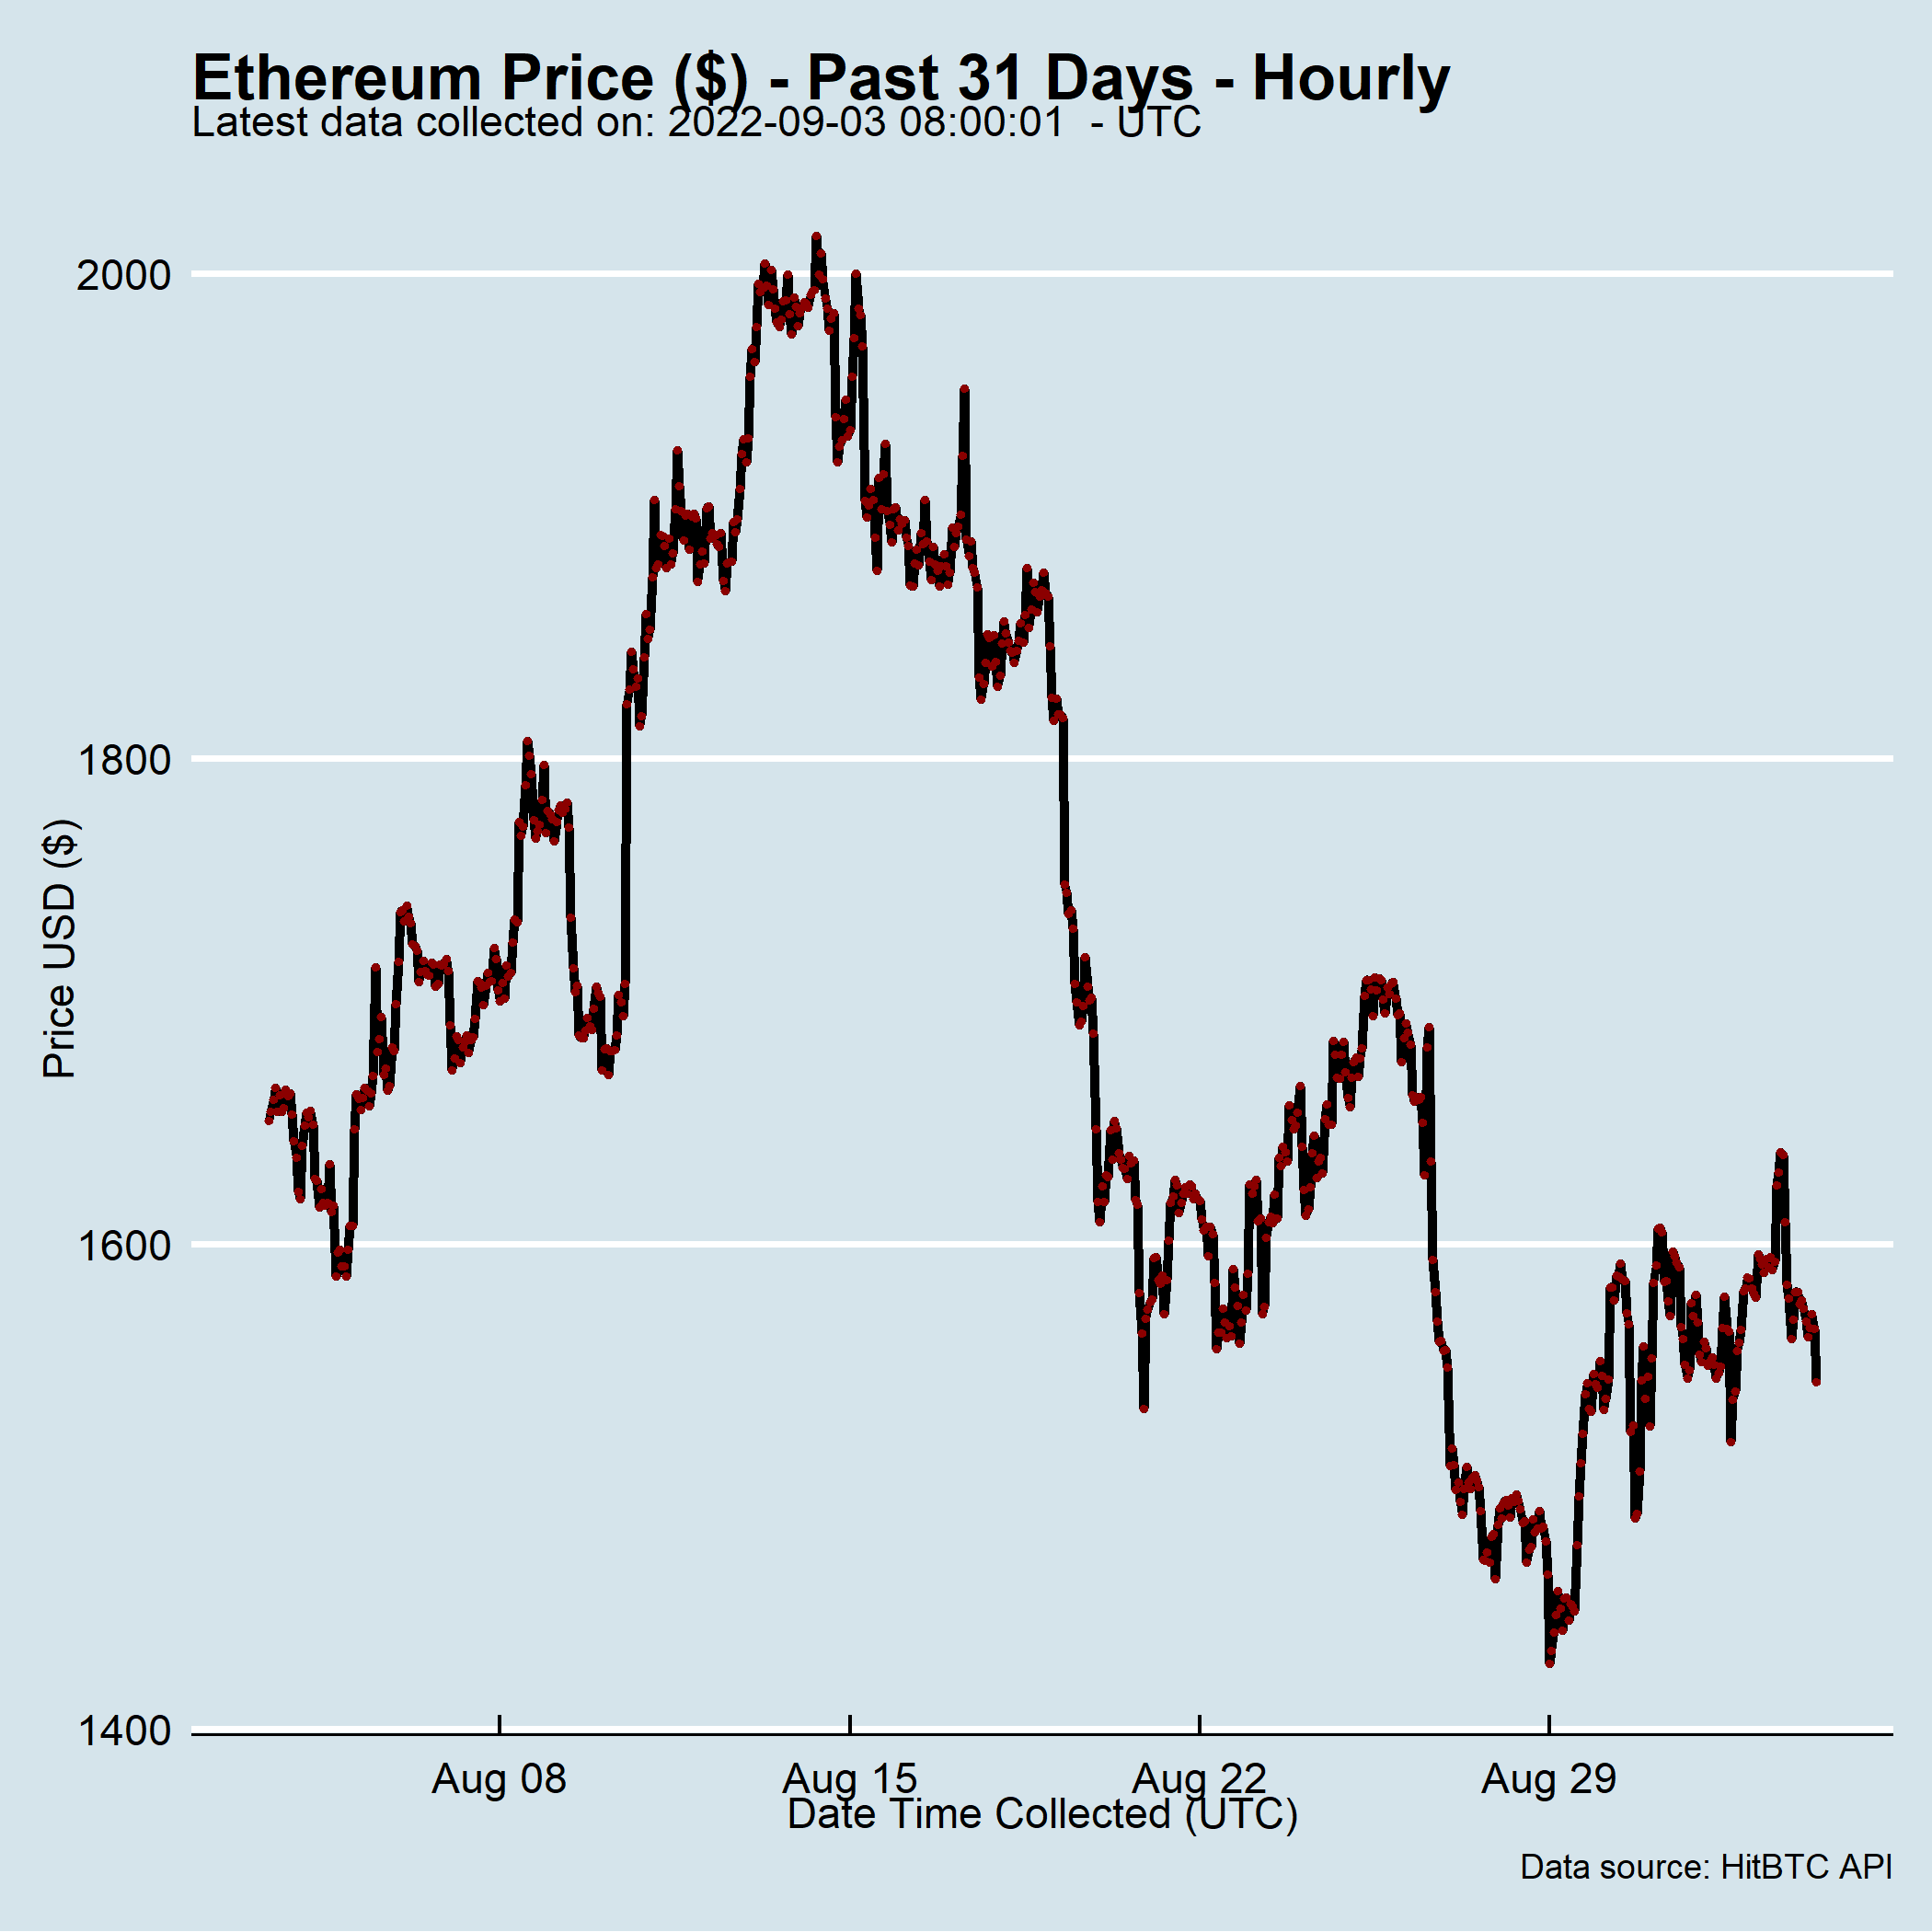 Ethereum Price ($) - Past 31 Days - Hourly
Latest data collected on: 2022-09-03 08:00:01  - UTC
2000
1800
1600
1400
Price USD ($)
Aug 08
Aug 15
Aug 22
Aug 29
Date Time Collected (UTC)
Data source: HitBTC API